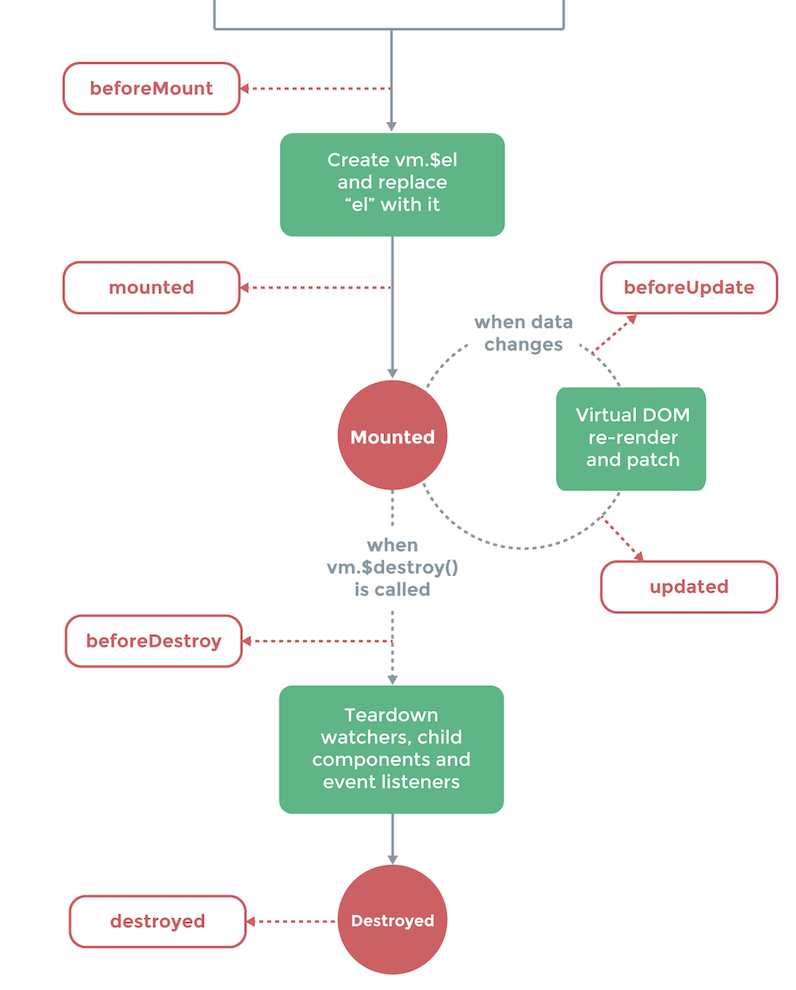 beforeMount
Create vm.$el
and replace
“el” with it
mounted
beforeUpdate
when data
changes
Virtual DOM
re-render
and patch
Mounted
when
vm.$destroy()
is called
updated
beforeDestroy
Teardown
watchers, child
components and
event listeners
destroyed
Destroyed